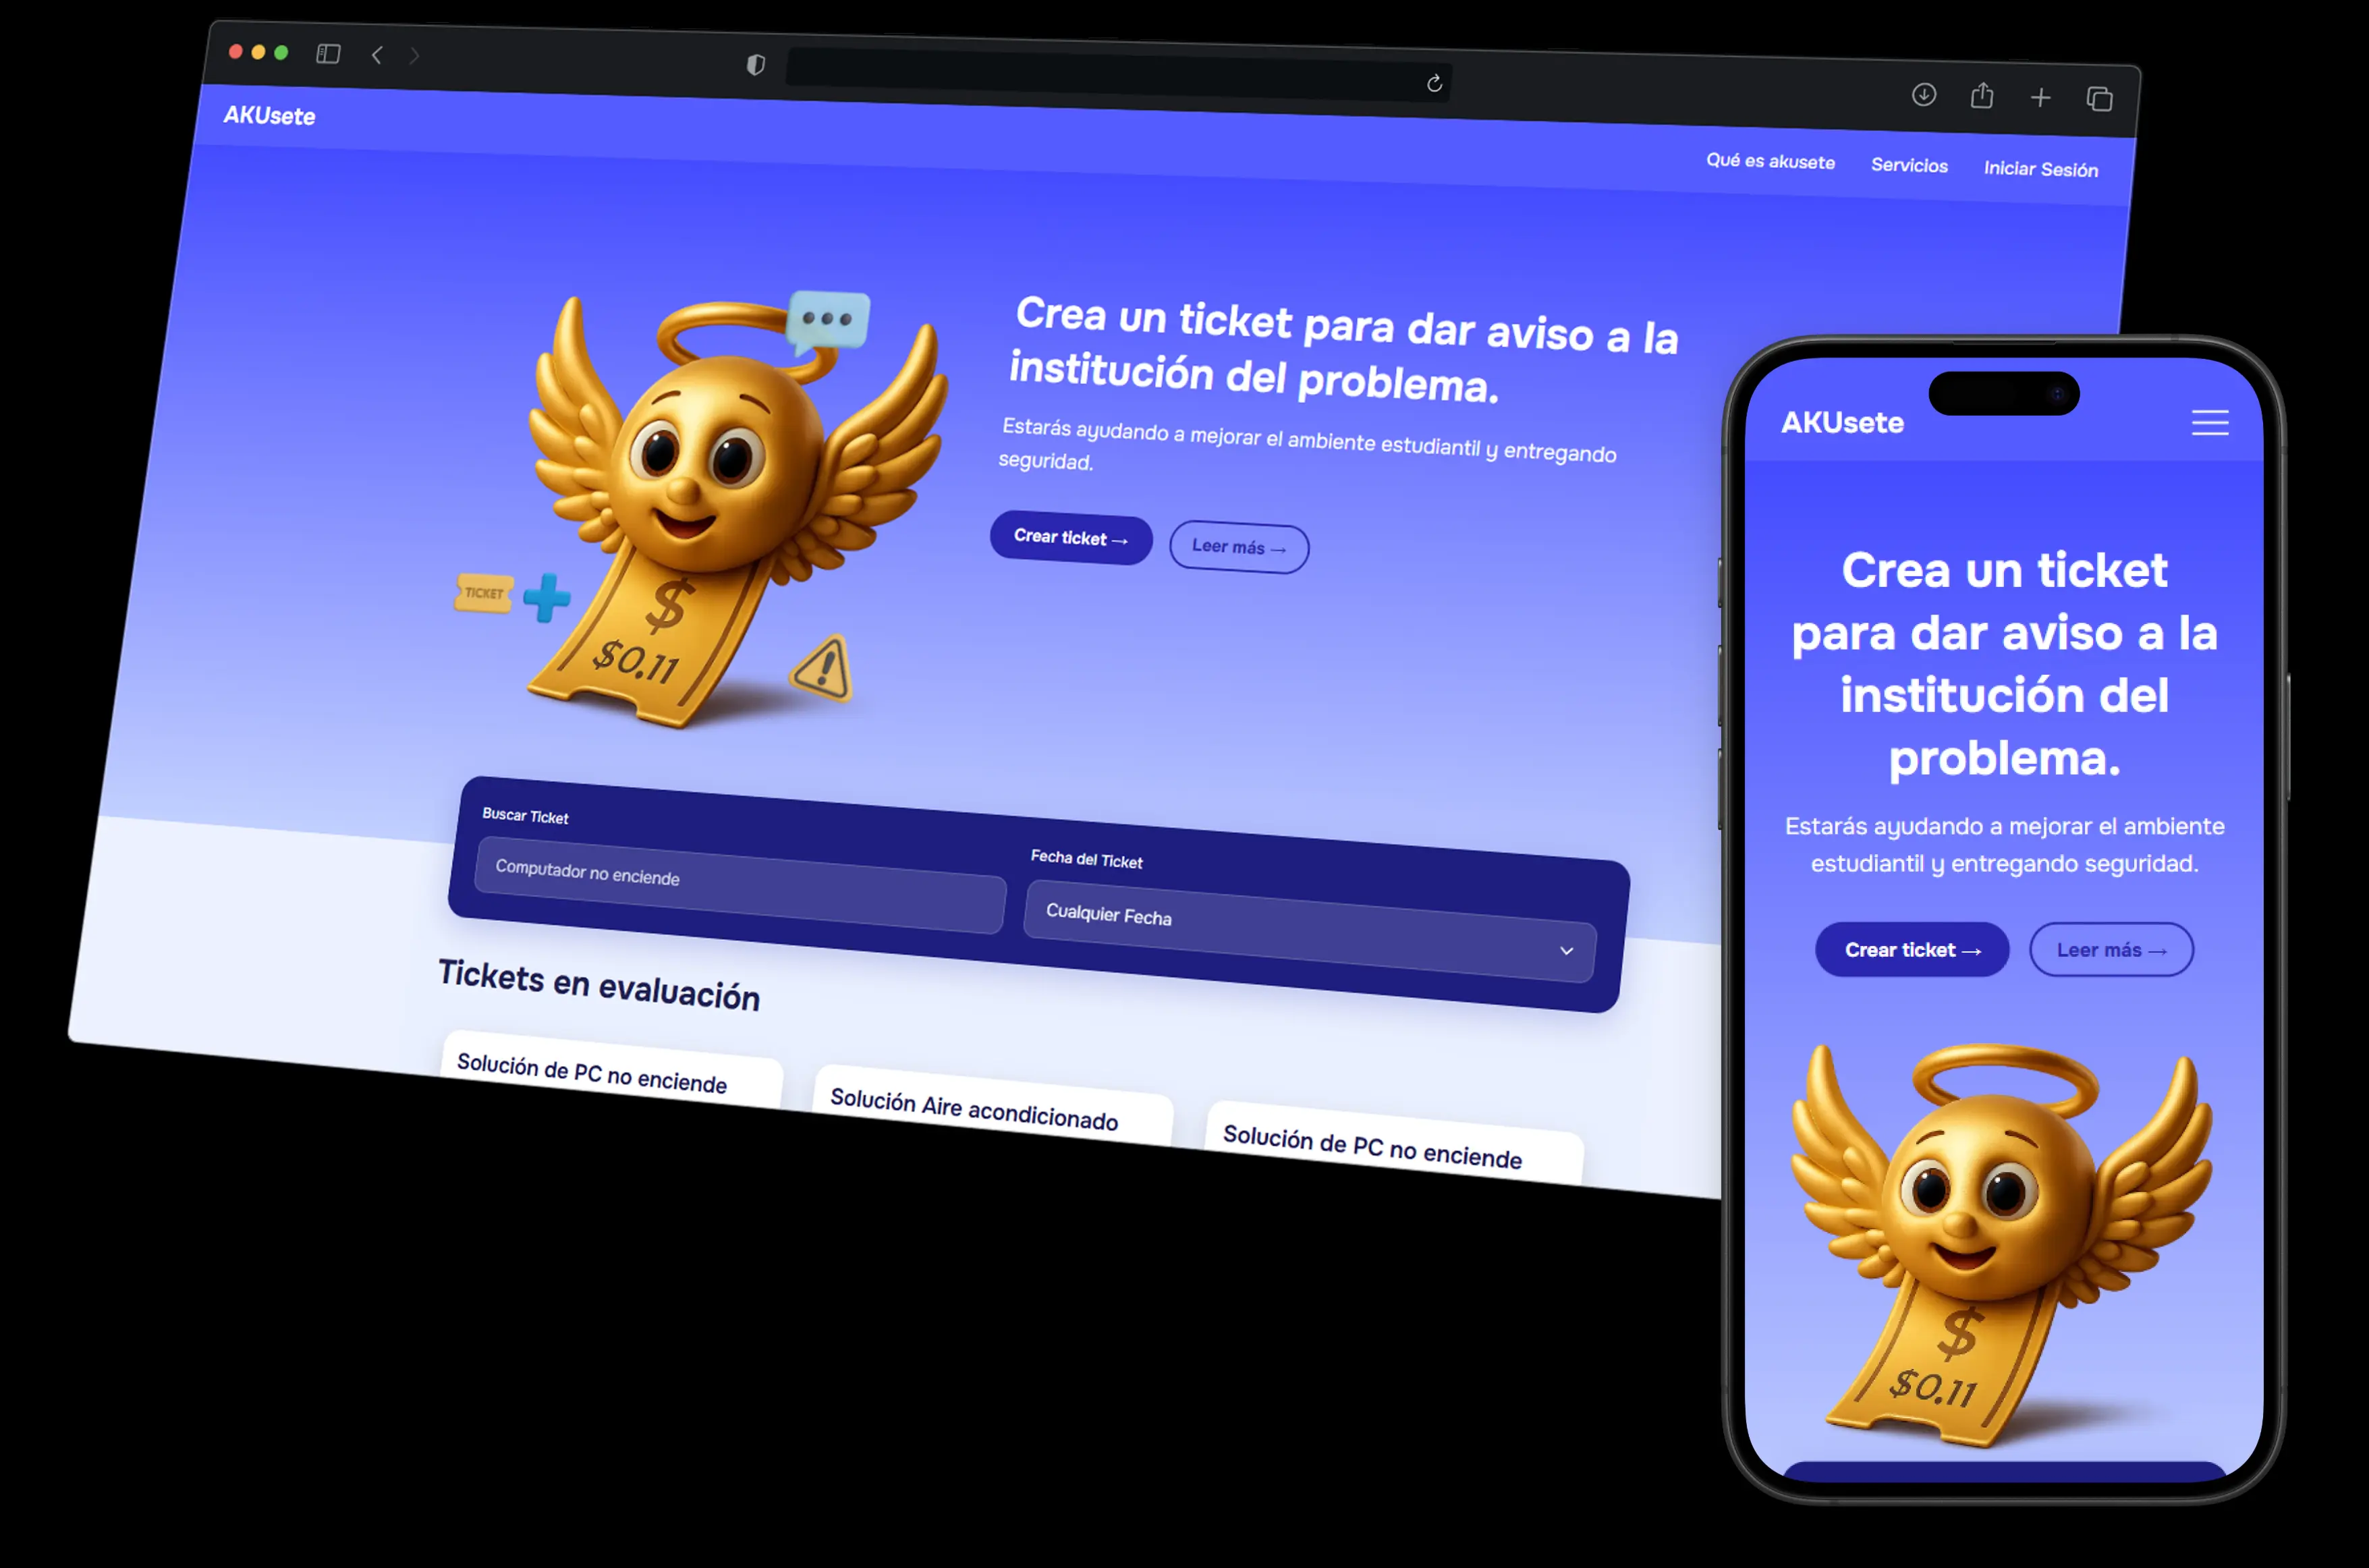 AKUsete
Qué es akusete
Servicios
Iniciar Sesión
Crea un ticket para dar aviso a la
institución del problema.
Estarás ayudando a mejorar el ambiente estudiantil y entregando
seguridad.
Crear ticket →
Leer más →
TICKET
$
$0.11
Buscar Ticket
Computador no enciende
Fecha del Ticket
Cualquier Fecha
Tickets en evaluación
Solución de PC no enciende
Solución Aire acondicionado
Solución de PC no enciende
AKUsete
Crea un ticket
para dar aviso a la
institución del
problema.
Estarás ayudando a mejorar el ambiente
estudiantil y entregando seguridad.
Crear ticket →
Leer más →
$
$0.11